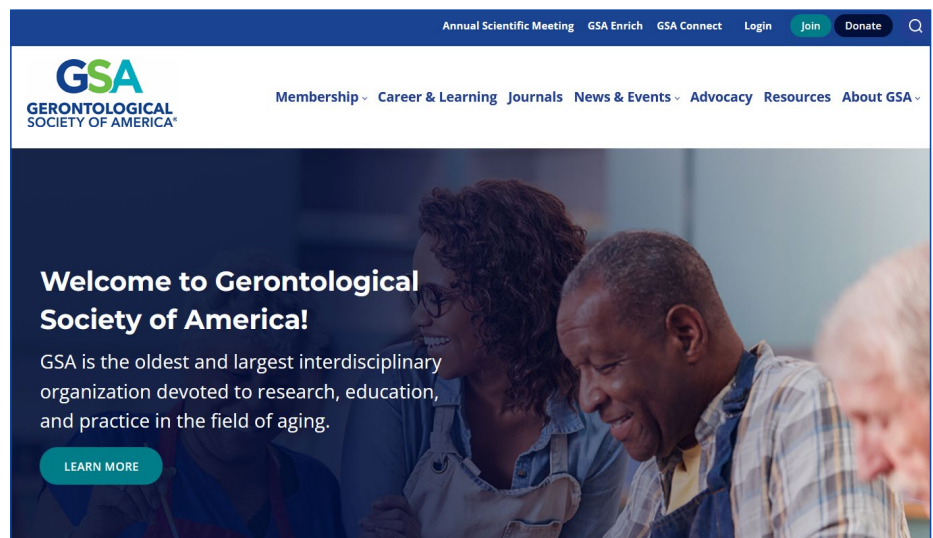 Annual Scientific Meeting GSA Enrich GSA Connect Login Join Donate
GSA
GERONTOLOGICAL
SOCIETY OF AMERICA®
Membership Career & Learning Journals News & Events Advocacy Resources About GSA
Welcome to Gerontological
Society of America!
GSA is the oldest and largest interdisciplinary
organization devoted to research, education,
and practice in the field of aging.
LEARN MORE